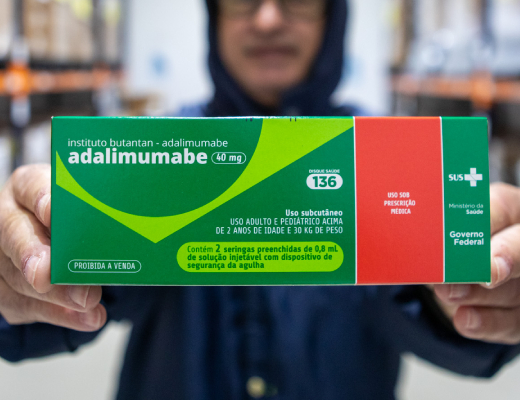 instituto butantan - adalimumabe
adalimumabe 40 mg
DISQUE SAÚDE
136
Uso subcutâneo
USO ADULTO E PEDIÁTRICO ACIMA
DE 2 ANOS DE IDADE E 30 KG DE PESO
Contém 2 seringas preenchidas de 0,8 mL
de solução injetável com dispositivo de
segurança da agulha
PROIBIDA A VENDA
USO SOB
PRESCRIÇÃO
MÉDICA
SUS
Ministério da
Saúde
Governo
Federal